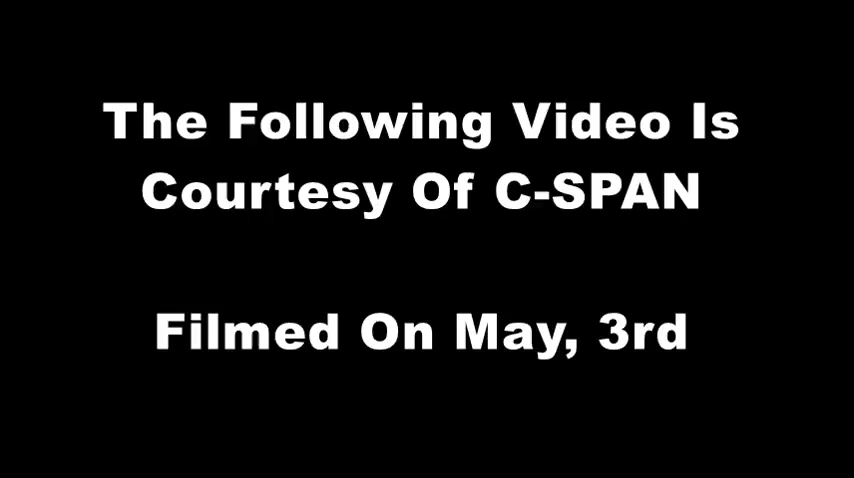 The Following Video Is
Courtesy Of C-SPAN
Filmed On May, 3rd